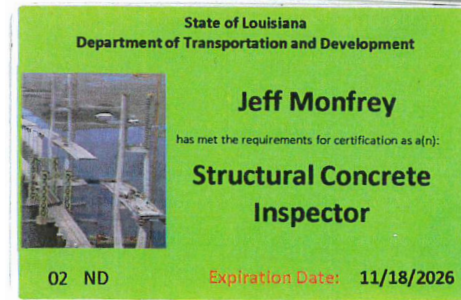 State of Louisiana
Department of Transportation and Development
Jeff Monfrey
has met the requirements for certification as a(n):
Structural Concrete
Inspector
02 ND
Expiration Date: 11/18/2026